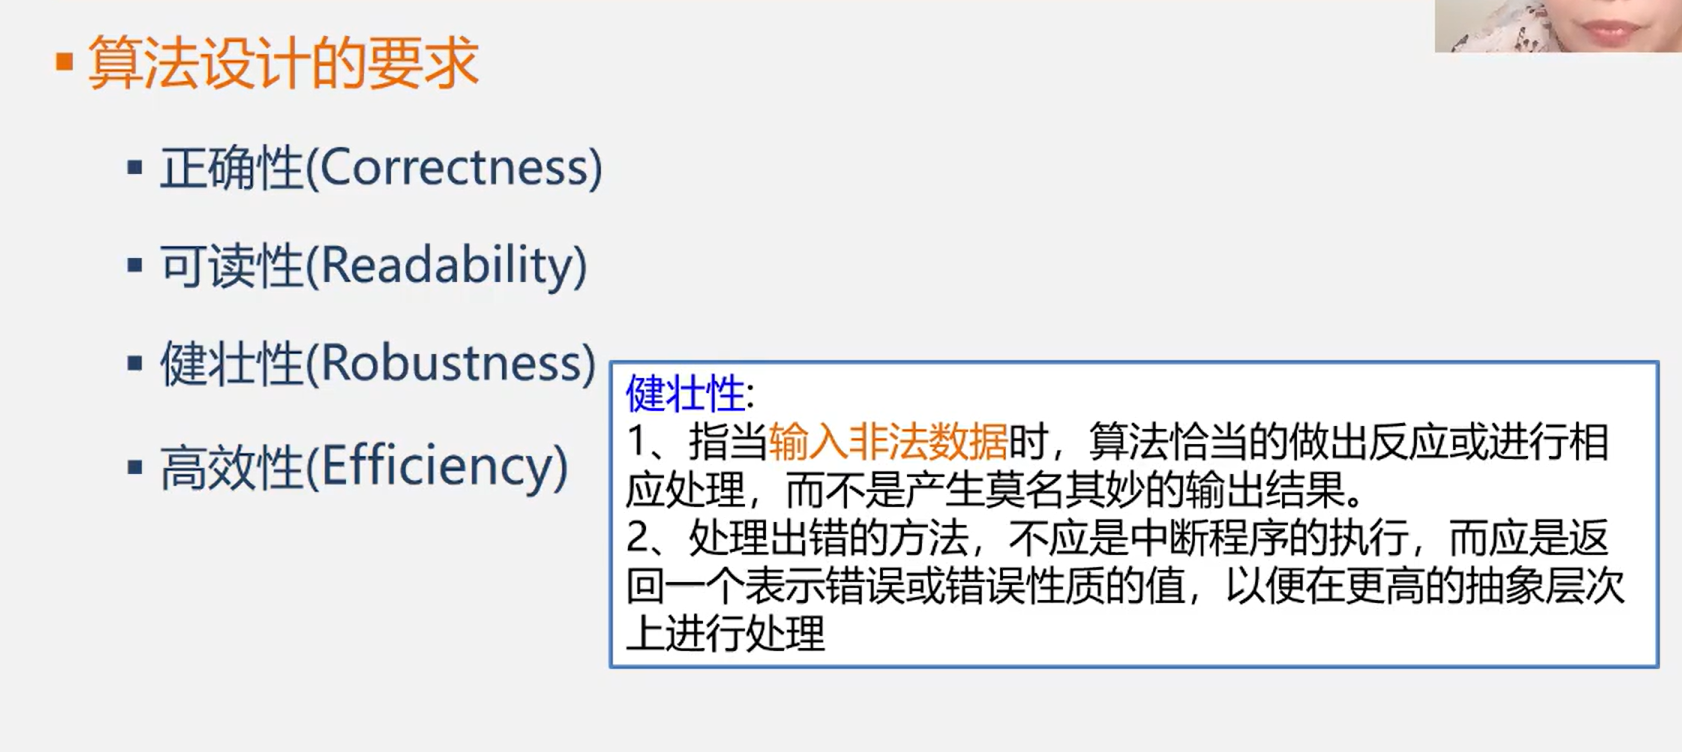 ▪算法设计的要求
▪正确性(Correctness)
▪可读性(Readability)
▪健壮性(Robustness)
▪高效性(Efficiency)
健壮性:
1、指当输入非法数据时，算法恰当的做出反应或进行相
应处理，而不是产生莫名其妙的输出结果。
2、处理出错的方法，不应是中断程序的执行，而应是返
回一个表示错误或错误性质的值，以便在更高的抽象层次
上进行处理